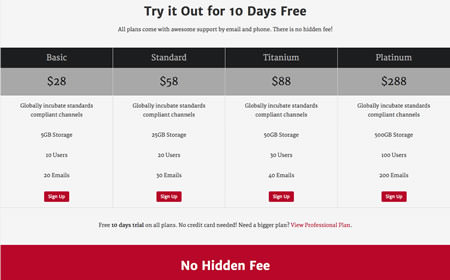 Try it Out for 10 Days Free
All plans come with awesome support by email and phone. There is no hidden fee!
Basic Standard Titanium Platinum
$28 $58 $88 $288
Globally incubate standards Globally incubate standards Globally incubate standards Globally incubate standards
compliant channels compliant channels compliant channels compliant channels
5GB Storage 25GB Storage 50GB Storage 500GB Storage
10 Users 20 Users 30 Users 100 Users
20 Emails 30 Emails 40 Emails 200 Emails
Sign Up Sign Up Sign Up Sign Up
Free 10 days trial on all plans. No credit card needed! Need a bigger plan? View Professional Plan.
No Hidden Fee